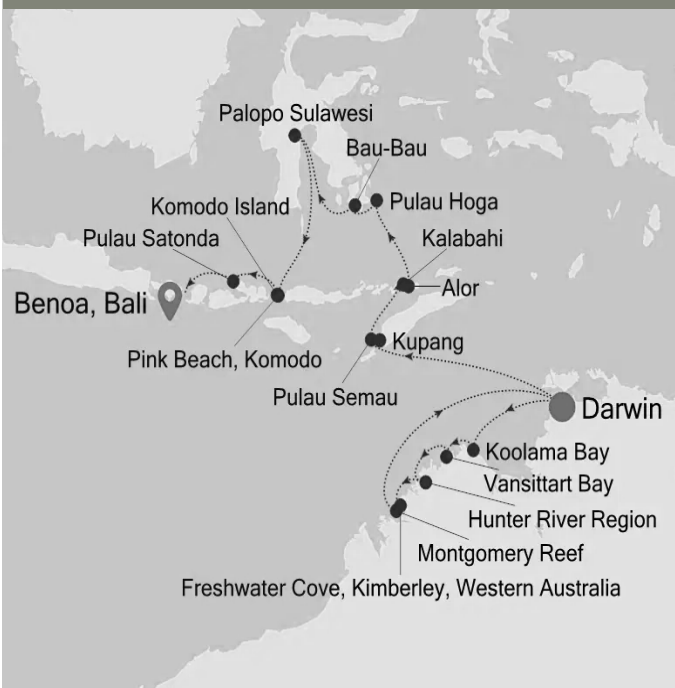 Palopo Sulawesi
Bau-Bau
Komodo Island
Pulau Hoga
Pulau Satonda
Kalabahi
Alor
Benoa, Bali
Kupang
Pink Beach, Komodo
Pulau Semau
Darwin
Koolama Bay
Vansittart Bay
Hunter River Region
Montgomery Reef
Freshwater Cove, Kimberley, Western Australia